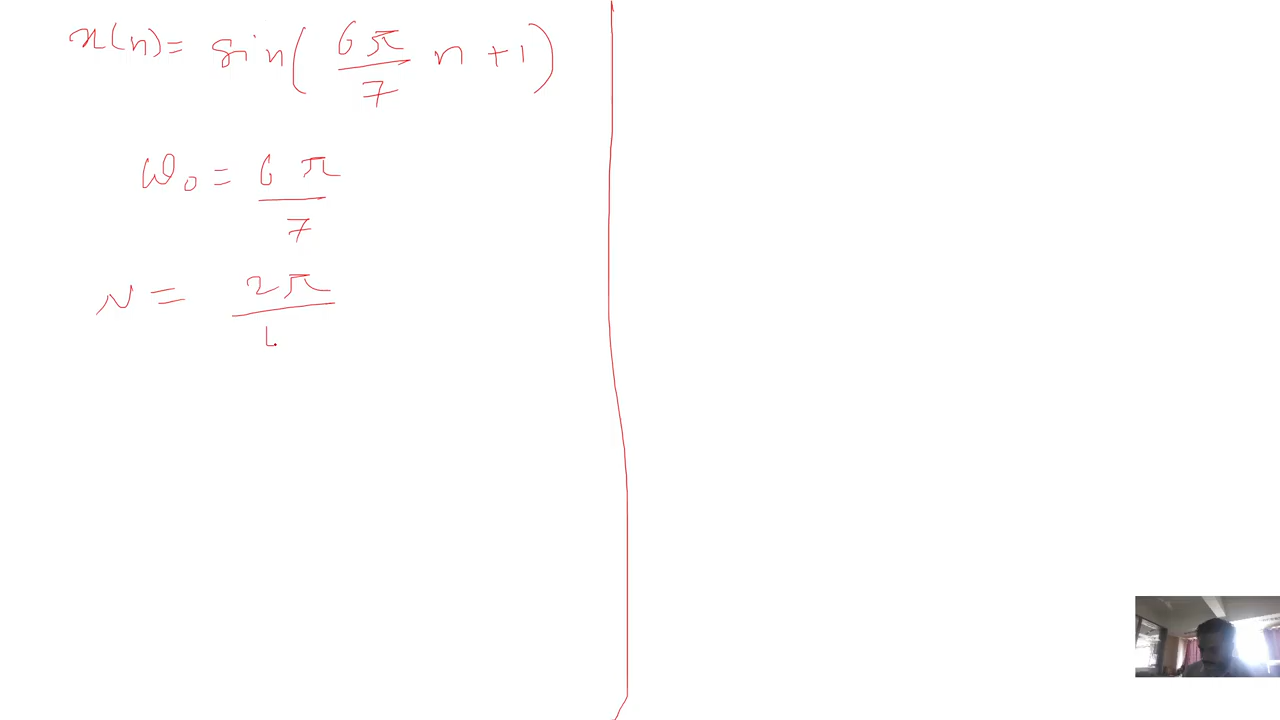 x(n) = sin( 6π/7 n + 1 )
ω₀ = 6π/7
N = 2π/